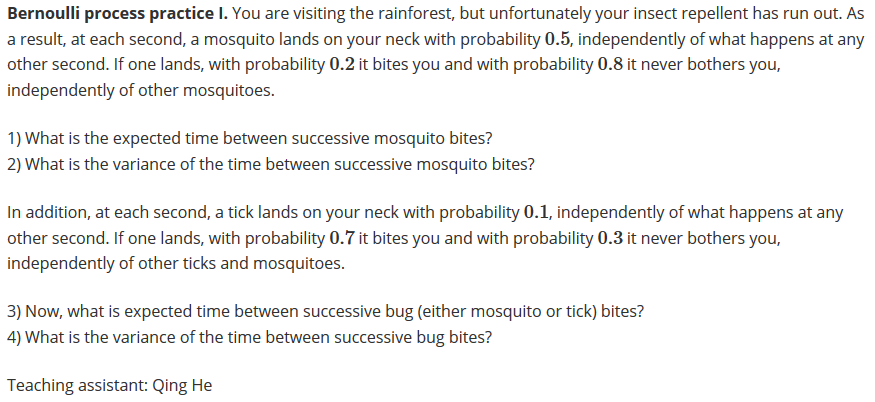 Bernoulli process practice I. You are visiting the rainforest, but unfortunately your insect repellent has run out. As
a result, at each second, a mosquito lands on your neck with probability 0.5, independently of what happens at any
other second. If one lands, with probability 0.2 it bites you and with probability 0.8 it never bothers you,
independently of other mosquitoes.
1) What is the expected time between successive mosquito bites?
2) What is the variance of the time between successive mosquito bites?
In addition, at each second, a tick lands on your neck with probability 0.1, independently of what happens at any
other second. If one lands, with probability 0.7 it bites you and with probability 0.3 it never bothers you,
independently of other ticks and mosquitoes.
3) Now, what is expected time between successive bug (either mosquito or tick) bites?
4) What is the variance of the time between successive bug bites?
Teaching assistant: Qing He